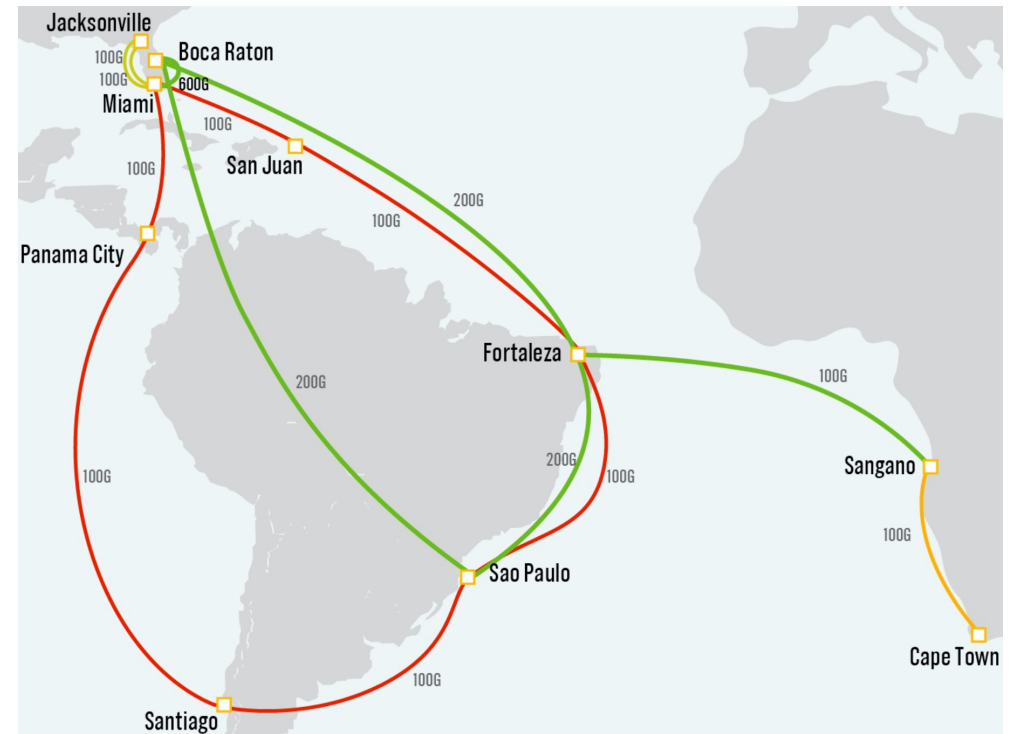 Jacksonville
100G
Boca Raton
100G
600G
Miami
100G
San Juan
100G
200G
100G
Panama City
Fortaleza
100G
200G
200G
Sangano
100G
100G
100G
Sao Paulo
Cape Town
100G
Santiago